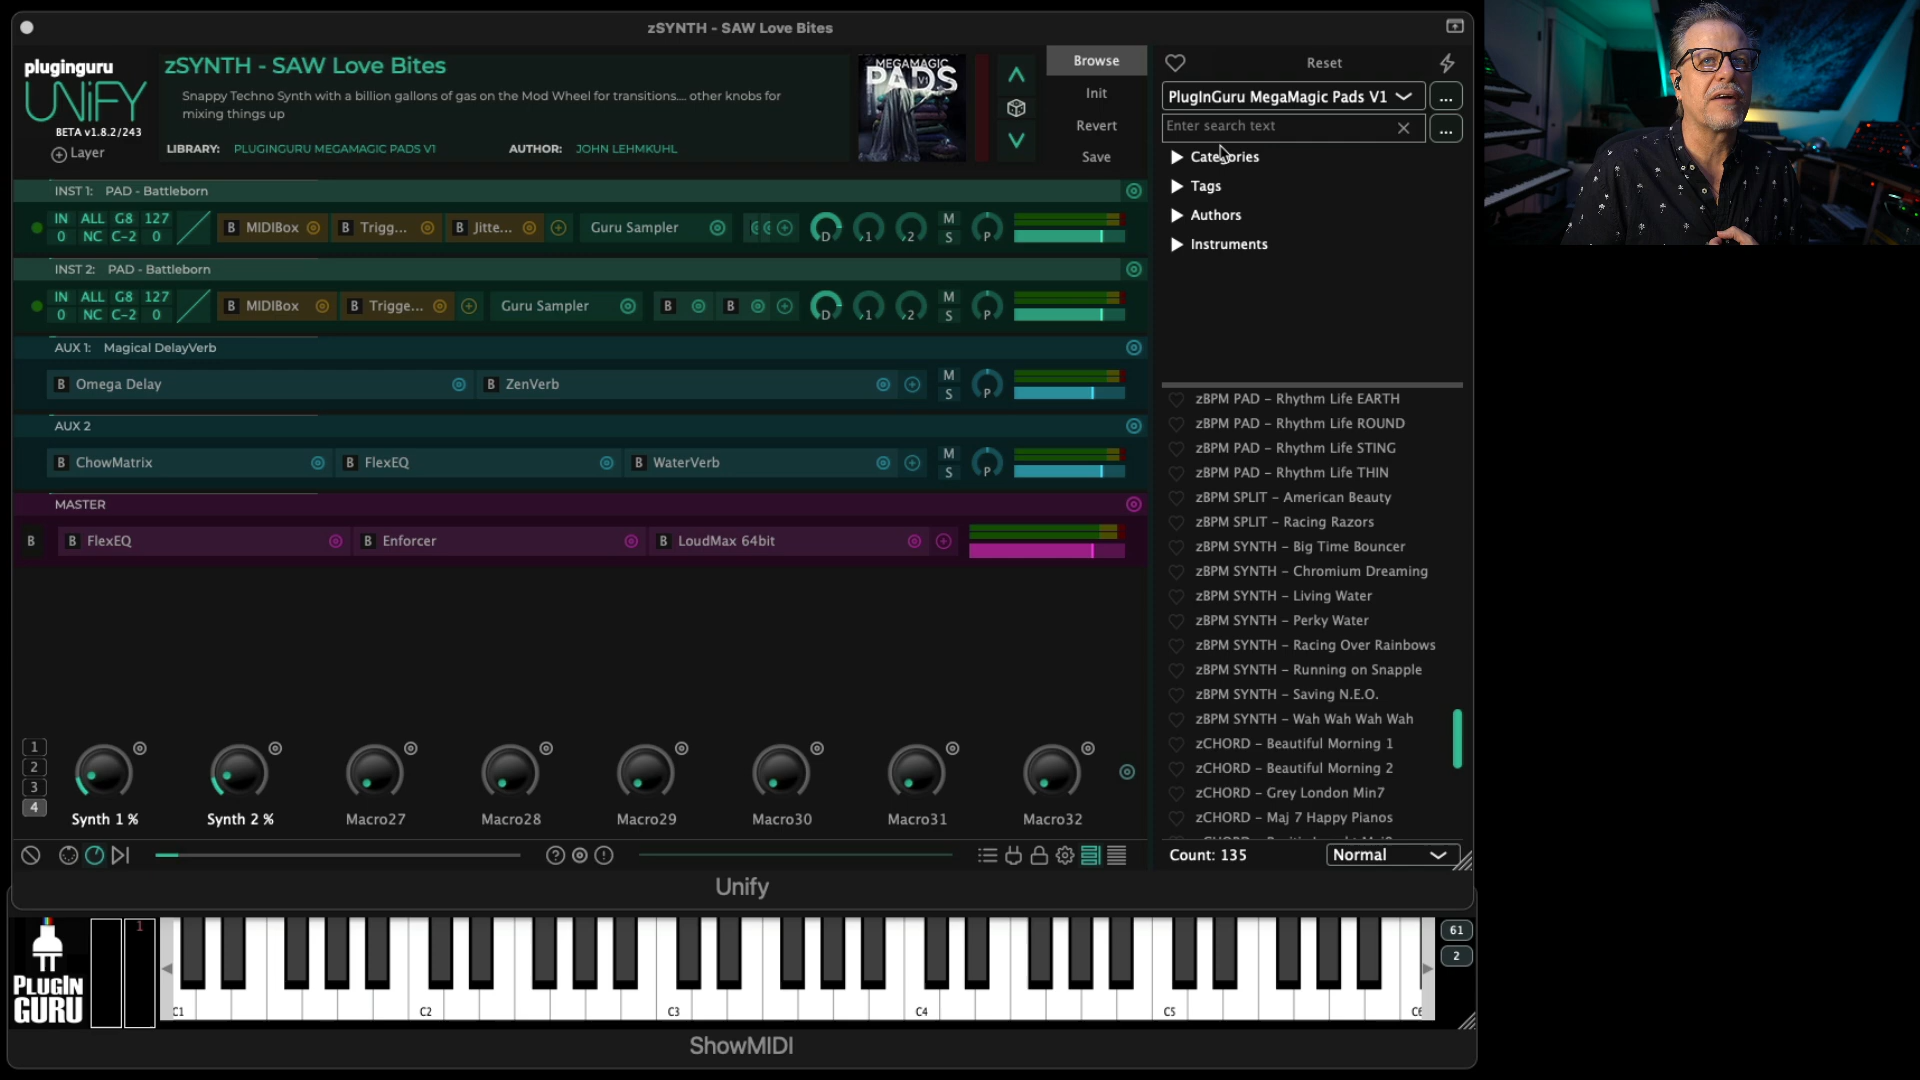 zSYNTH - SAW Love Bites
pluginguru
UNiFY
BETA v1.8.2/243
Layer
zSYNTH - SAW Love Bites
Snappy Techno Synth with a billion gallons of gas on the Mod Wheel for transitions.... other knobs for
mixing things up
LIBRARY: PLUGINGURU MEGAMAGIC PADS V1 AUTHOR: JOHN LEHMKUHL
MEGAMAGIC
PADS V1
Browse
Init
Revert
Save
Reset
PlugInGuru MegaMagic Pads V1
...
Enter search text
...
Categories
Tags
Authors
Instruments
INST 1: PAD - Battleborn
IN ALL G8 127
0 NC C-2 0
B MIDIBox B Trigg... B Jitte... Guru Sampler
D 1 2 M S P
INST 2: PAD - Battleborn
IN ALL G8 127
0 NC C-2 0
B MIDIBox B Trigge... Guru Sampler B B
D 1 2 M S P
AUX 1: Magical DelayVerb
B Omega Delay B ZenVerb M S P
AUX 2
B ChowMatrix B FlexEQ B WaterVerb M S P
MASTER
B B FlexEQ B Enforcer B LoudMax 64bit
zBPM PAD – Rhythm Life EARTH
zBPM PAD – Rhythm Life ROUND
zBPM PAD – Rhythm Life STING
zBPM PAD – Rhythm Life THIN
zBPM SPLIT – American Beauty
zBPM SPLIT – Racing Razors
zBPM SYNTH – Big Time Bouncer
zBPM SYNTH – Chromium Dreaming
zBPM SYNTH – Living Water
zBPM SYNTH – Perky Water
zBPM SYNTH – Racing Over Rainbows
zBPM SYNTH – Running on Snapple
zBPM SYNTH – Saving N.E.O.
zBPM SYNTH – Wah Wah Wah Wah
zCHORD – Beautiful Morning 1
zCHORD – Beautiful Morning 2
zCHORD – Grey London Min7
zCHORD – Maj 7 Happy Pianos
Count: 135
Normal
1
2
3
4
Synth 1 % Synth 2 % Macro27 Macro28 Macro29 Macro30 Macro31 Macro32
Unify
PLUGIN
GURU
1
C1 C2 C3 C4 C5
61
2
ShowMIDI